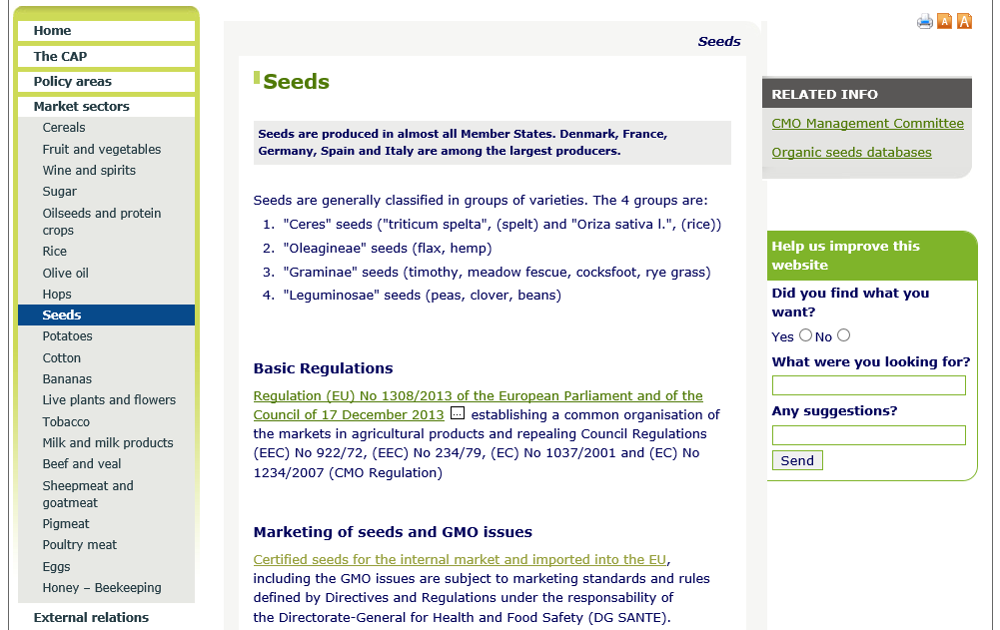 Home
The CAP
Policy areas
Market sectors
Cereals
Fruit and vegetables
Wine and spirits
Sugar
Oilseeds and protein
crops
Rice
Olive oil
Hops
Seeds
Potatoes
Cotton
Bananas
Live plants and flowers
Tobacco
Milk and milk products
Beef and veal
Sheepmeat and
goatmeat
Pigmeat
Poultry meat
Eggs
Honey – Beekeeping
External relations
Seeds
Seeds
Seeds are produced in almost all Member States. Denmark, France,
Germany, Spain and Italy are among the largest producers.
Seeds are generally classified in groups of varieties. The 4 groups are:
1. "Ceres" seeds ("triticum spelta", (spelt) and "Oriza sativa l.", (rice))
2. "Oleagineae" seeds (flax, hemp)
3. "Graminae" seeds (timothy, meadow fescue, cocksfoot, rye grass)
4. "Leguminosae" seeds (peas, clover, beans)
Basic Regulations
Regulation (EU) No 1308/2013 of the European Parliament and of the
Council of 17 December 2013 ... establishing a common organisation of
the markets in agricultural products and repealing Council Regulations
(EEC) No 922/72, (EEC) No 234/79, (EC) No 1037/2001 and (EC) No
1234/2007 (CMO Regulation)
Marketing of seeds and GMO issues
Certified seeds for the internal market and imported into the EU,
including the GMO issues are subject to marketing standards and rules
defined by Directives and Regulations under the responsability of
the Directorate-General for Health and Food Safety (DG SANTE).
A A
RELATED INFO
CMO Management Committee
Organic seeds databases
Help us improve this
website
Did you find what you
want?
Yes No
What were you looking for?
Any suggestions?
Send